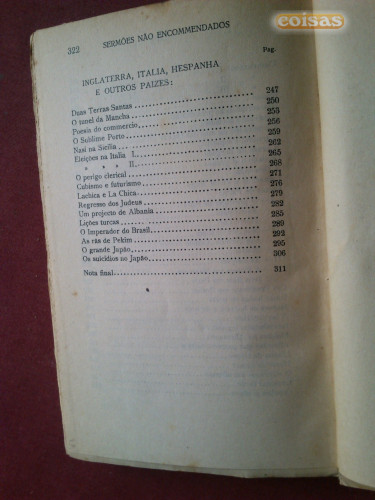 coisas
322 SERMÕES NÃO ENCOMMENDADOS
Pag.
INGLATERRA, ITALIA, HESPANHA
E OUTROS PAIZES:
Duas Terras Santas 247
O tunel da Mancha 250
Poesia do commercio 253
O Sublime Porto 256
Nasi na Sicilia 259
Eleições na Italia I. 262
» » » II. 265
O perigo clerical 268
Cubismo e futurismo 271
Lachica e La Chica 276
Regresso dos Judeus 279
Um projecto de Albania 282
Lições turcas 285
O Imperador do Brasil 289
As rãs de Pekim 292
O grande Japão 295
Os suicidios no Japão 306
Nota final 311